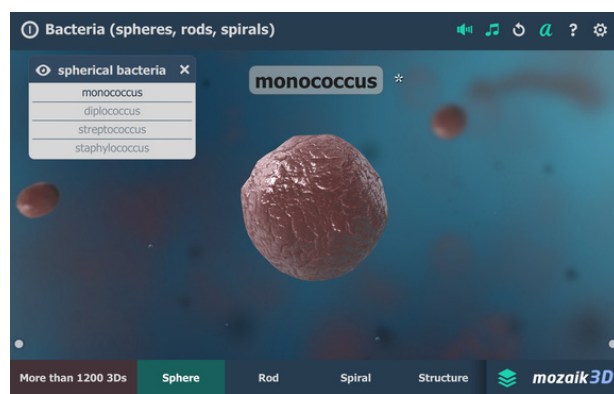 Bacteria (spheres, rods, spirals)
a ?
spherical bacteria ×
monococcus
diplococcus
streptococcus
staphylococcus
monococcus *
More than 1200 3Ds Sphere Rod Spiral Structure mozaik3D